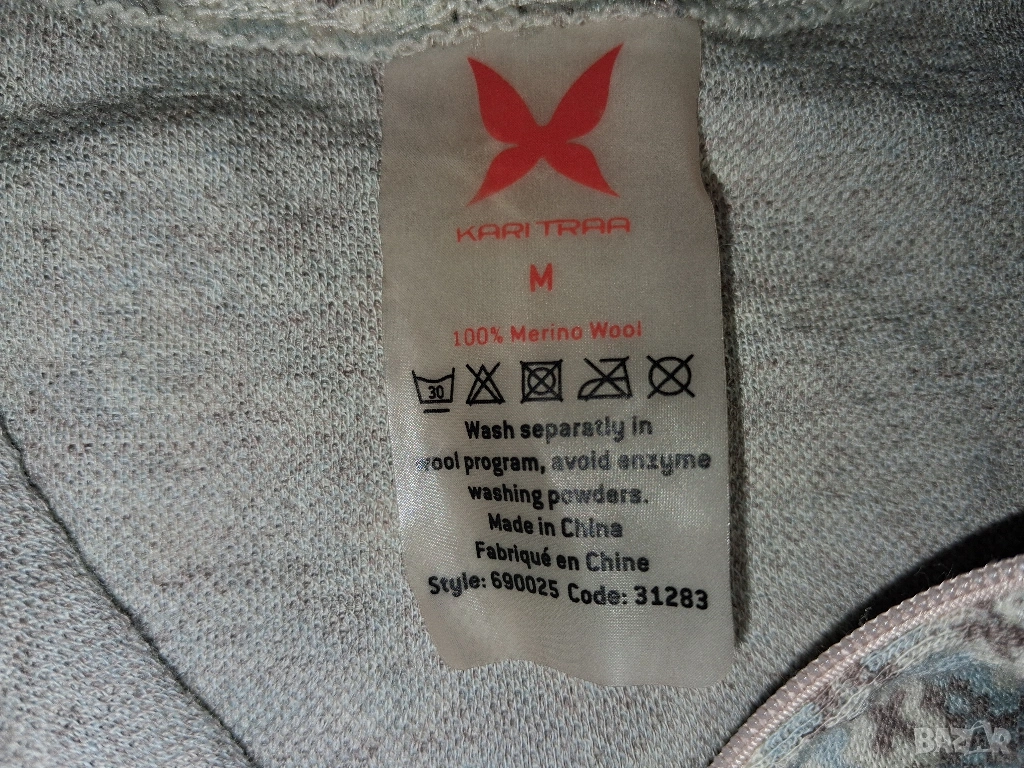 KARI TRAA
M
100% Merino Wool
30
Wash separatly in
wool program, avoid enzyme
washing powders.
Made in China
Fabriqué en Chine
Style: 690025 Code: 31283
BAZAR